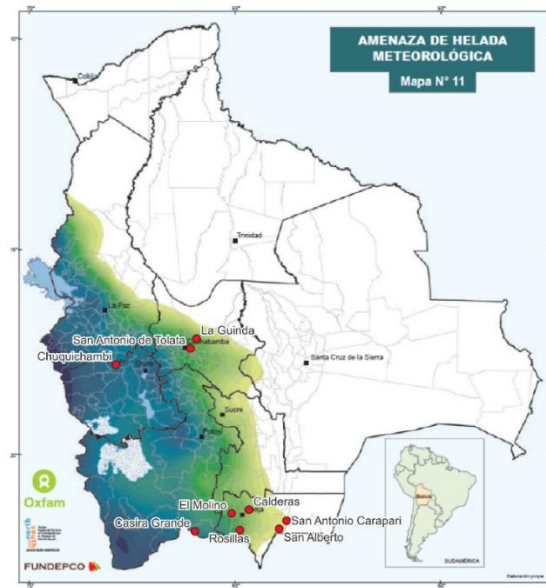 AMENAZA DE HELADA
METEOROLÓGICA
Mapa N° 11
Cobija
Trinidad
La Paz
La Guinda
San Antonio de Tolata
Chuquichambi
Santa Cruz de la Sierra
Sucre
Potosí
Calderas
El Molino
San Antonio Carapari
Casira Grande
Rosillas
San Alberto
Oxfam
FUNDEPCO
Bolivia
SUDAMÉRICA
Elaboración propia